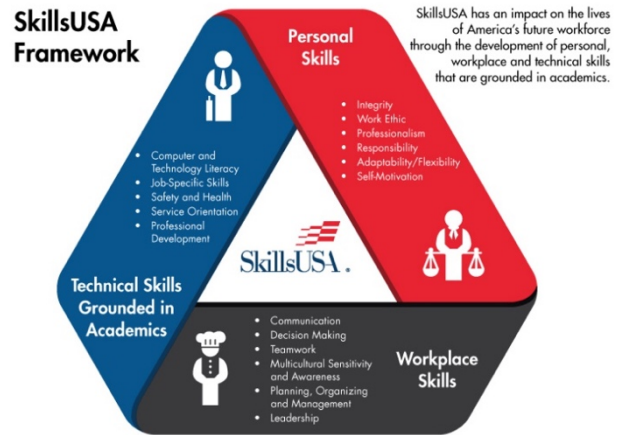 SkillsUSA
Framework
SkillsUSA has an impact on the lives
of America's future workforce
through the development of personal,
workplace and technical skills
that are grounded in academics.
Personal
Skills
• Integrity
• Work Ethic
• Professionalism
• Responsibility
• Adaptability/Flexibility
• Self-Motivation
• Computer and
Technology Literacy
• Job-Specific Skills
• Safety and Health
• Service Orientation
• Professional
Development
SkillsUSA.
Technical Skills
Grounded in
Academics
• Communication
• Decision Making
• Teamwork
• Multicultural Sensitivity
and Awareness
• Planning, Organizing
and Management
• Leadership
Workplace
Skills